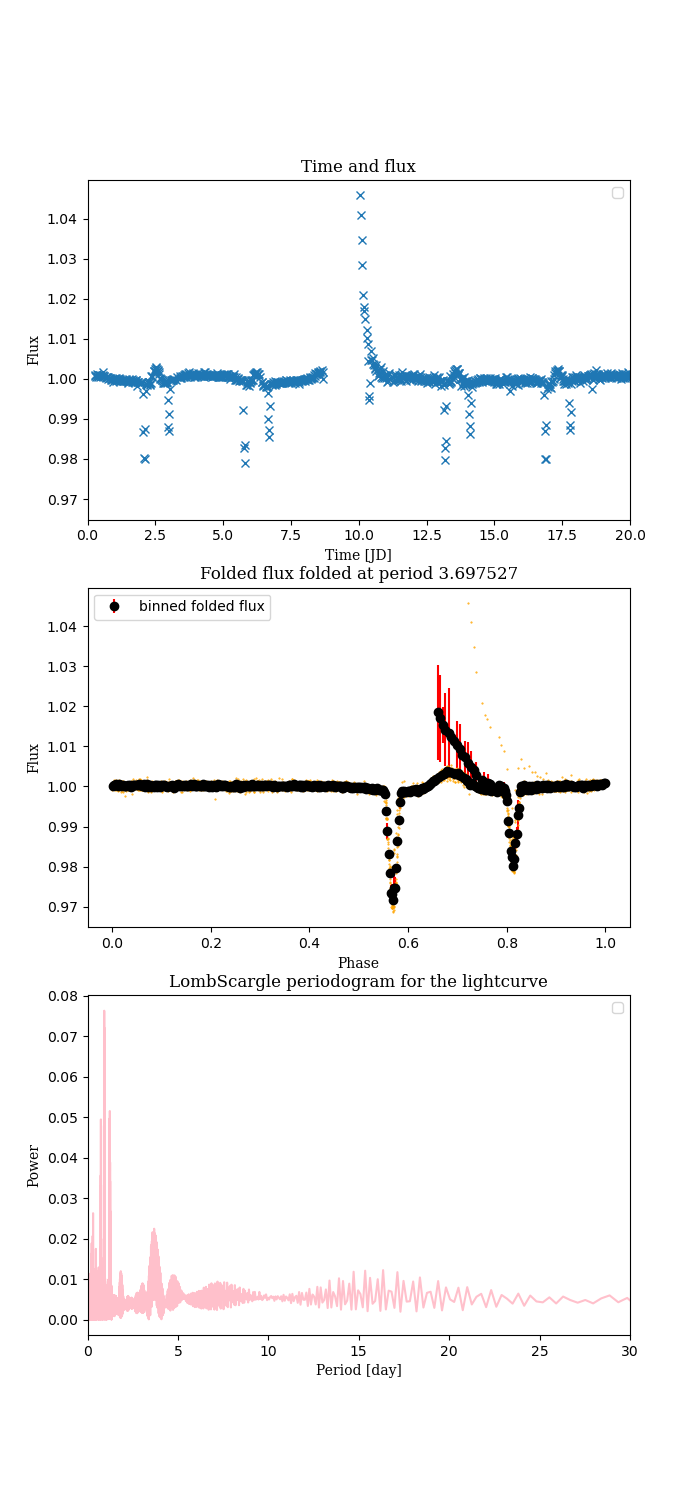 Time and flux
Flux
1.04
1.03
1.02
1.01
1.00
0.99
0.98
0.97
0.0 2.5 5.0 7.5 10.0 12.5 15.0 17.5 20.0
Time [JD]
Folded flux folded at period 3.697527
binned folded flux
Flux
1.04
1.03
1.02
1.01
1.00
0.99
0.98
0.97
0.0 0.2 0.4 0.6 0.8 1.0
Phase
LombScargle periodogram for the lightcurve
Power
0.08
0.07
0.06
0.05
0.04
0.03
0.02
0.01
0.00
0 5 10 15 20 25 30
Period [day]